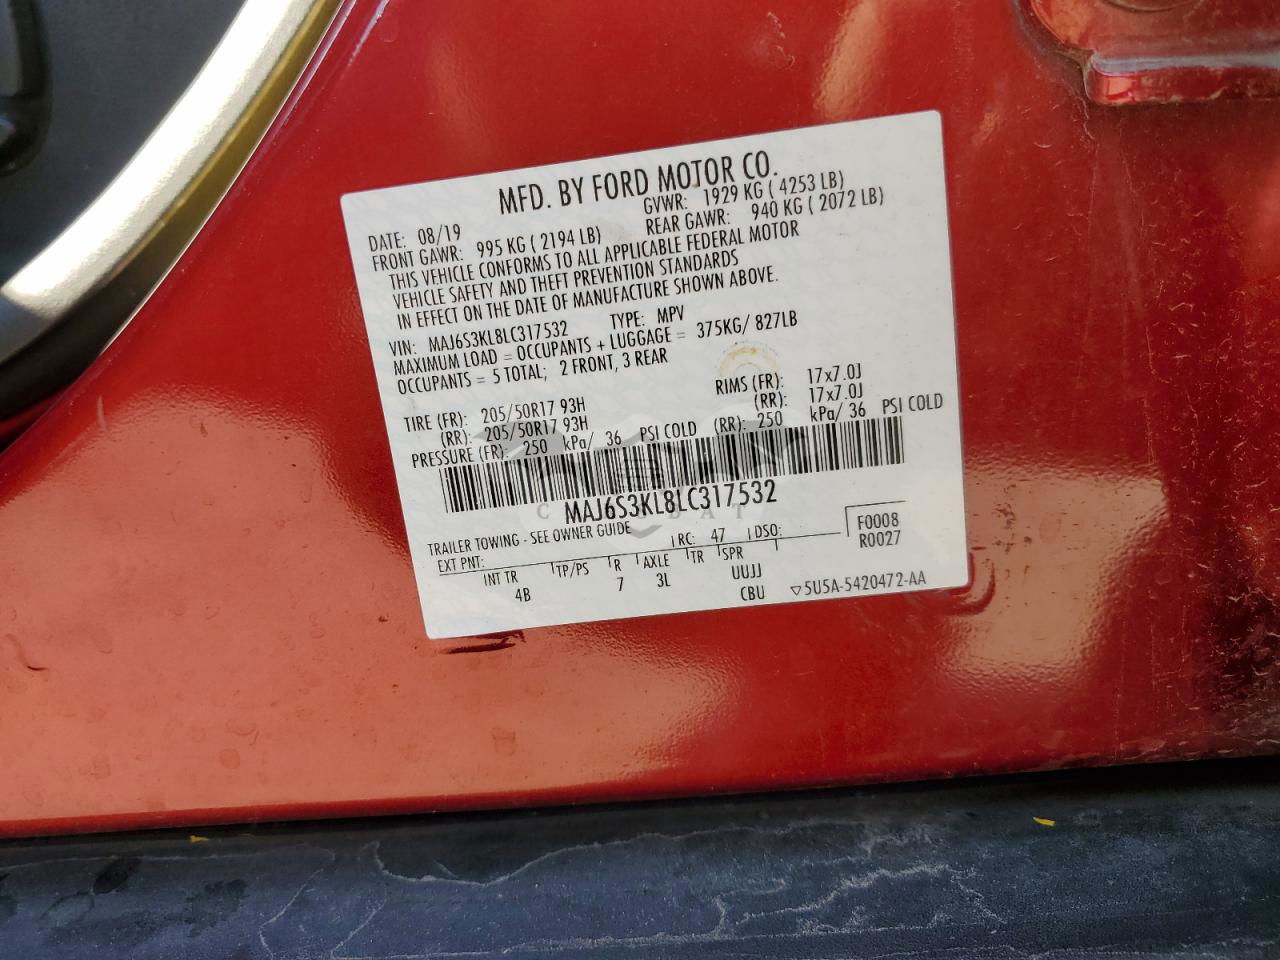 MFD. BY FORD MOTOR CO.
DATE: 08/19 GVWR: 1929 KG ( 4253 LB)
FRONT GAWR: 995 KG ( 2194 LB) REAR GAWR: 940 KG ( 2072 LB)
THIS VEHICLE CONFORMS TO ALL APPLICABLE FEDERAL MOTOR
VEHICLE SAFETY AND THEFT PREVENTION STANDARDS
IN EFFECT ON THE DATE OF MANUFACTURE SHOWN ABOVE.
VIN: MAJ6S3KL8LC317532 TYPE: MPV
MAXIMUM LOAD = OCCUPANTS + LUGGAGE = 375KG/ 827LB
OCCUPANTS = 5 TOTAL; 2 FRONT, 3 REAR
TIRE (FR): 205/50R17 93H RIMS (FR): 17x7.0J
(RR): 205/50R17 93H (RR): 17x7.0J
PRESSURE (FR): 250 kPa/ 36 PSI COLD (RR): 250 kPa/ 36 PSI COLD
MAJ6S3KL8LC317532
TRAILER TOWING - SEE OWNER GUIDE
EXT PNT: RC: 47 DSO: F0008
R0027
INT TR TP/PS R AXLE TR SPR
4B 7 3L UUJJ
CBU ▽5U5A-5420472-AA